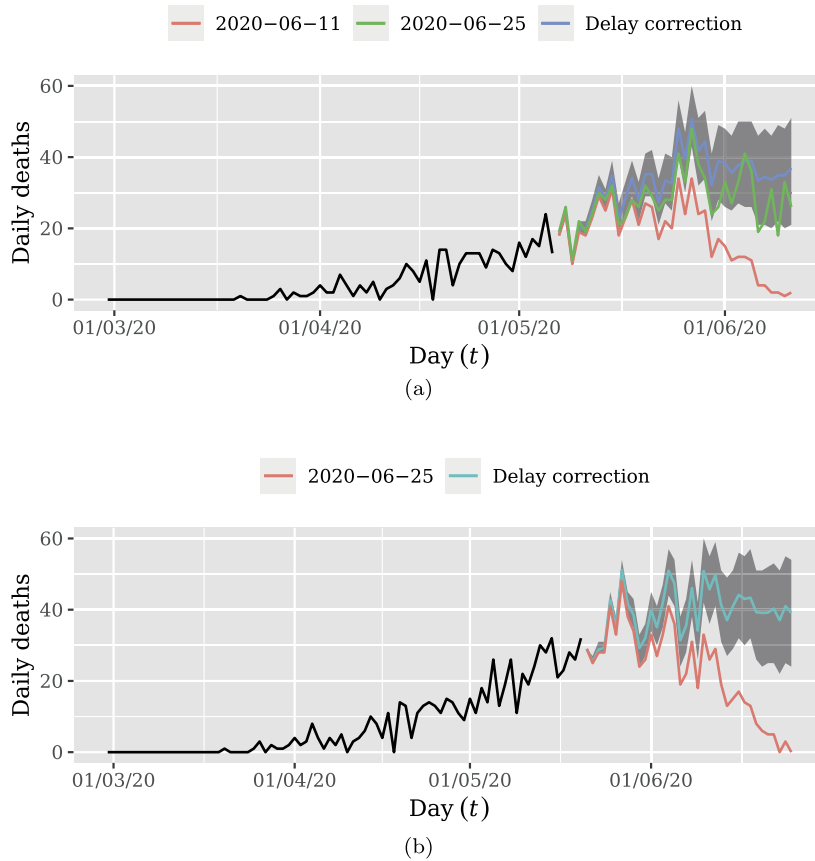 2020−06−11 2020−06−25 Delay correction
60
40
20
0
Daily deaths
01/03/20 01/04/20 01/05/20 01/06/20
Day (t)
(a)
2020−06−25 Delay correction
60
40
20
0
Daily deaths
01/03/20 01/04/20 01/05/20 01/06/20
Day (t)
(b)